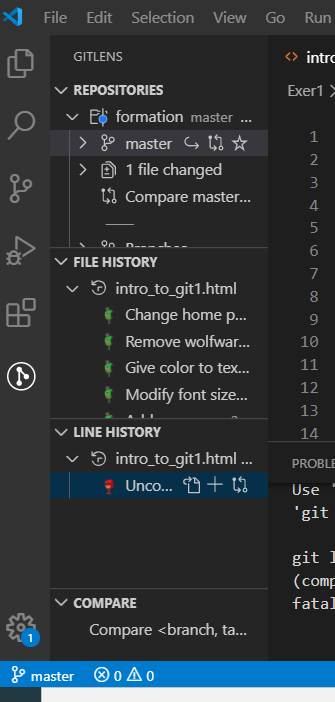 File Edit Selection View Go Run
GITLENS
REPOSITORIES
formation master ...
master
1 file changed
Compare master...
Branches
FILE HISTORY
intro_to_git1.html
Change home p...
Remove wolfwar...
Give color to tex...
Modify font size...
LINE HISTORY
intro_to_git1.html ...
Unco...
COMPARE
Compare <branch, ta...
1
master 0 0
intro
Exer1
1
2
3
4
5
6
7
8
9
10
11
12
13
14
PROBLE
Use '
'git
git l
(comp
fatal